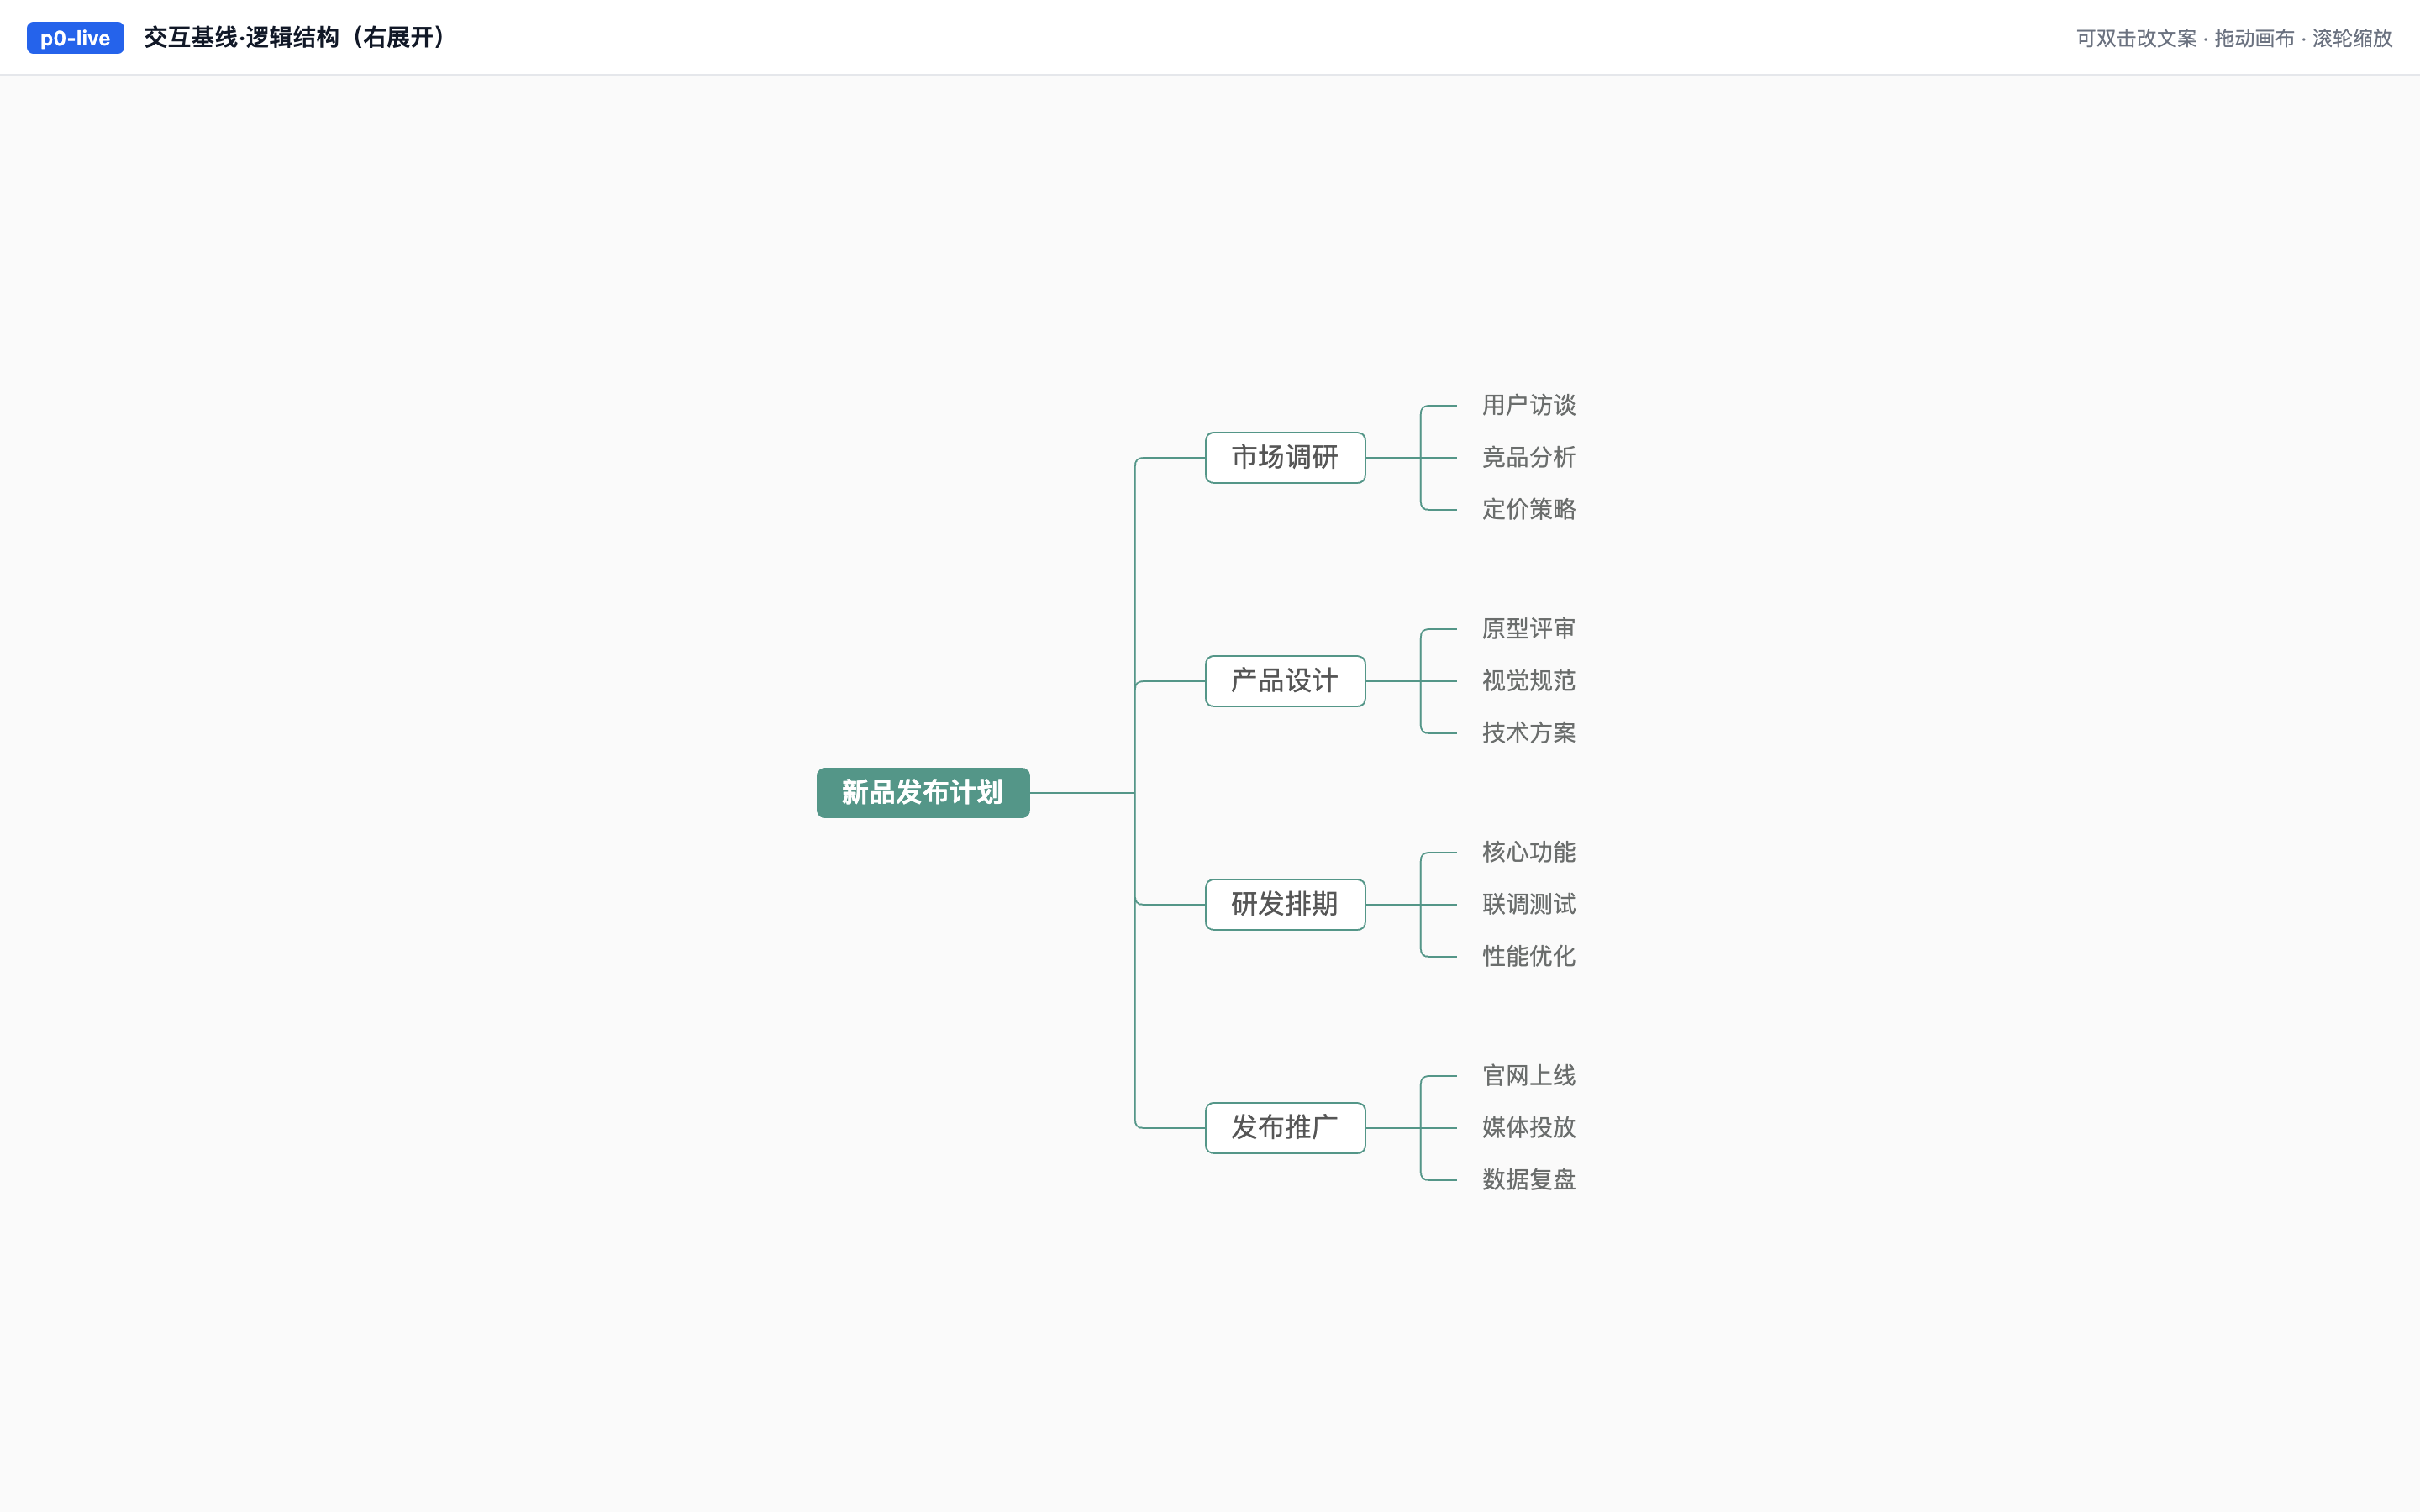 p0-live
交互基线·逻辑结构（右展开）
可双击改文案 · 拖动画布 · 滚轮缩放
新品发布计划
市场调研
用户访谈
竞品分析
定价策略
产品设计
原型评审
视觉规范
技术方案
研发排期
核心功能
联调测试
性能优化
发布推广
官网上线
媒体投放
数据复盘